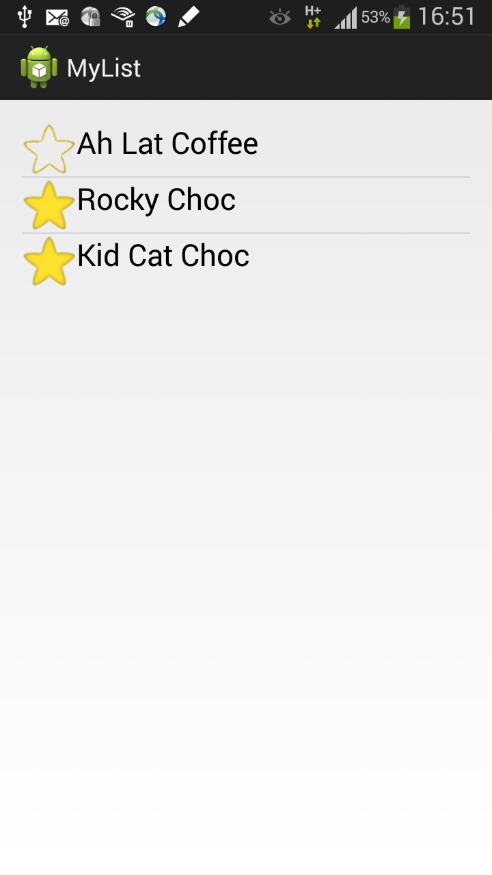 H+ 53% 16:51
MyList
Ah Lat Coffee
Rocky Choc
Kid Cat Choc